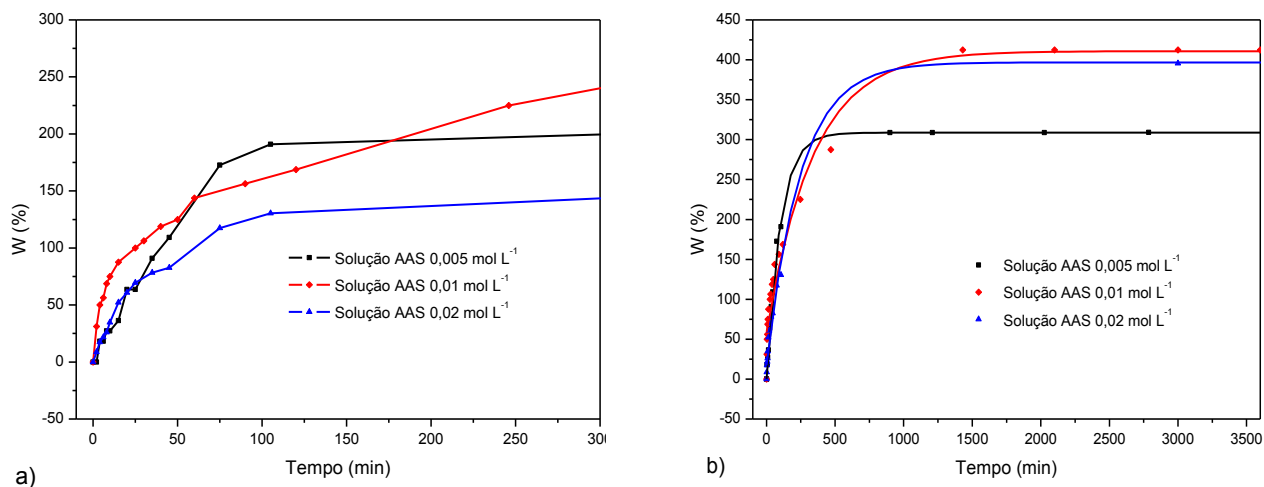 300
250
200
150
100
50
0
-50
W (%)
Solução AAS 0,005 mol L⁻¹
Solução AAS 0,01 mol L⁻¹
Solução AAS 0,02 mol L⁻¹
0 50 100 150 200 250 300
Tempo (min)
a)
450
400
350
300
250
200
150
100
50
0
-50
W (%)
Solução AAS 0,005 mol L⁻¹
Solução AAS 0,01 mol L⁻¹
Solução AAS 0,02 mol L⁻¹
0 500 1000 1500 2000 2500 3000 3500
Tempo (min)
b)